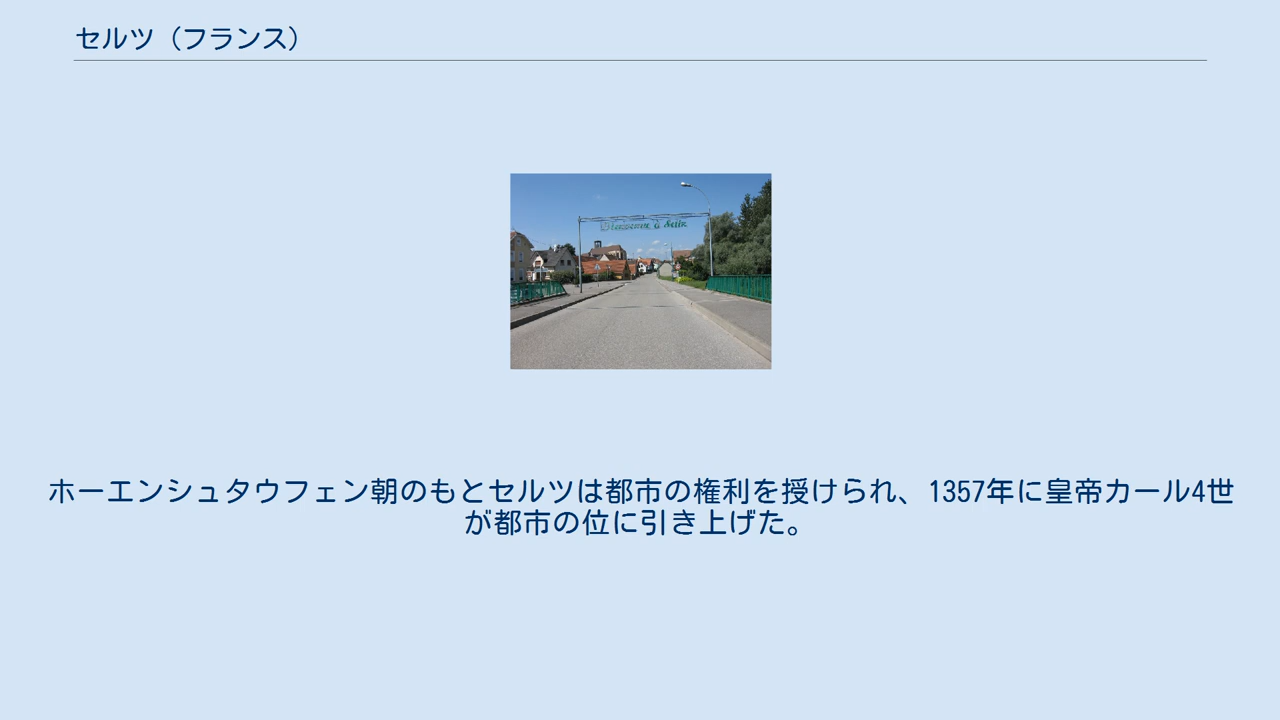 セルツ（フランス）
à Seltz
ホーエンシュタウフェン朝のもとセルツは都市の権利を授けられ、1357年に皇帝カール4世
が都市の位に引き上げた。